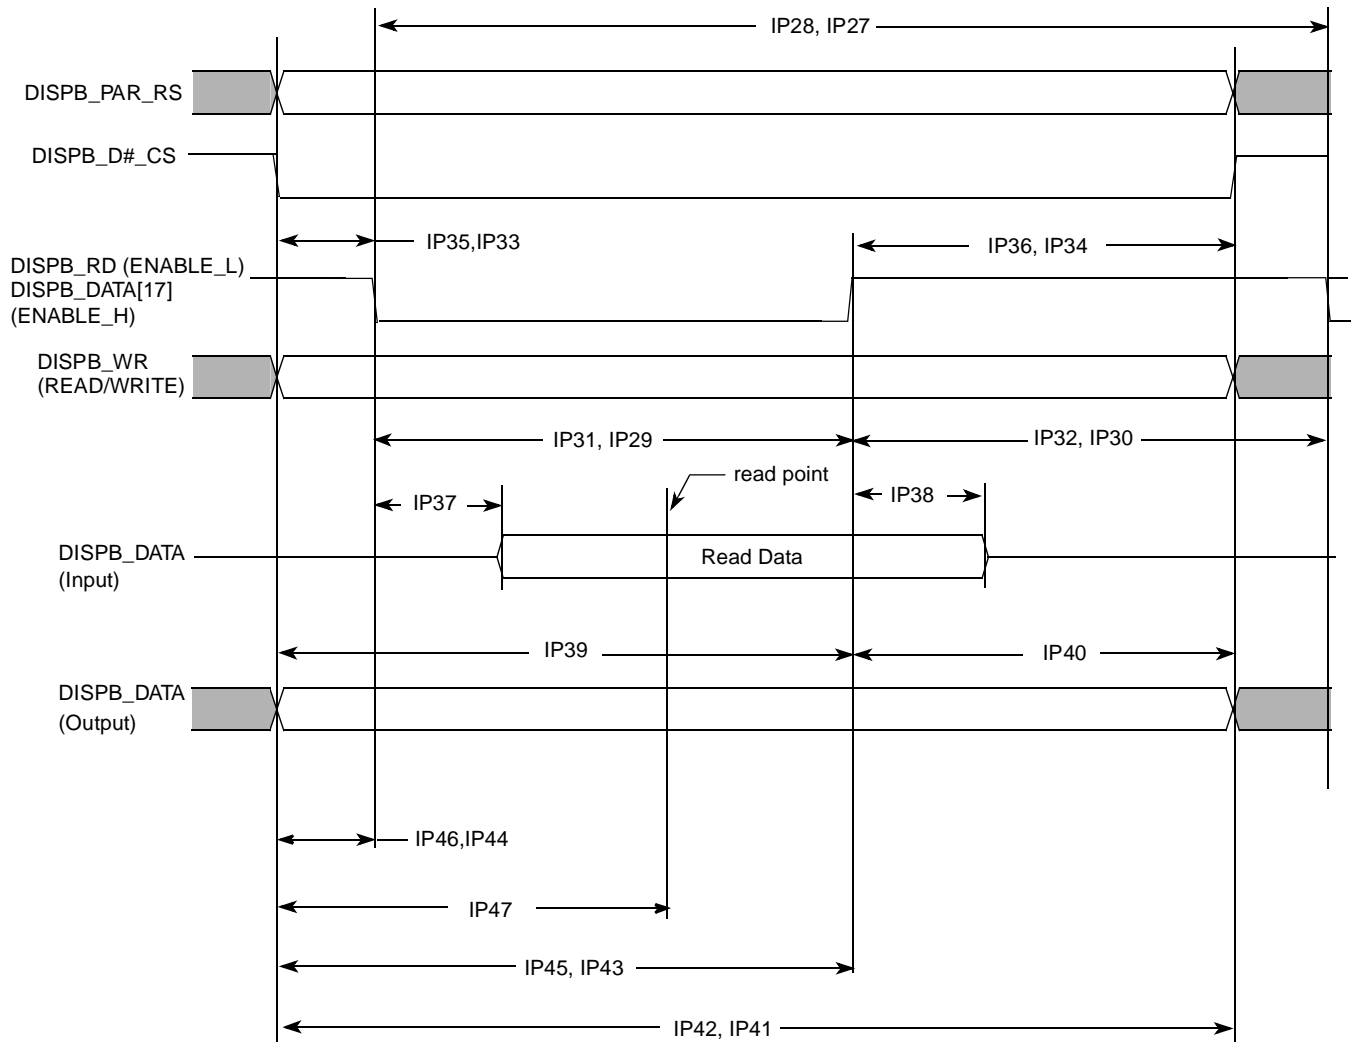 IP28, IP27
DISPB_PAR_RS
DISPB_D#_CS
IP35,IP33
IP36, IP34
DISPB_RD (ENABLE_L)
DISPB_DATA[17]
(ENABLE_H)
DISPB_WR
(READ/WRITE)
IP31, IP29
IP32, IP30
read point
IP37
IP38
DISPB_DATA
(Input)
Read Data
IP39
IP40
DISPB_DATA
(Output)
IP46,IP44
IP47
IP45, IP43
IP42, IP41